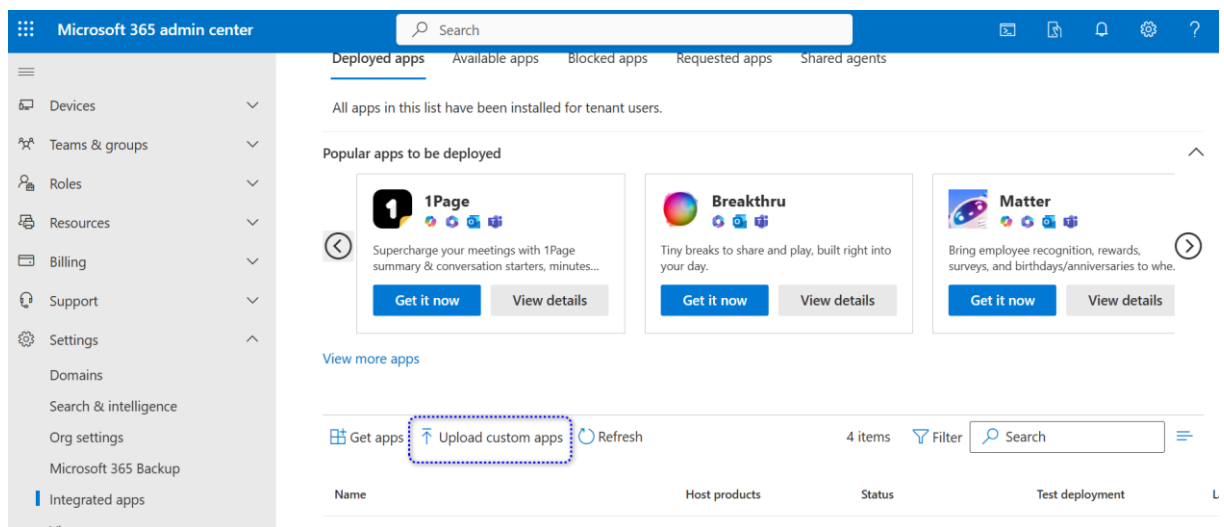 Microsoft 365 admin center
Search
Devices
Teams & groups
Roles
Resources
Billing
Support
Settings
Domains
Search & intelligence
Org settings
Microsoft 365 Backup
Integrated apps
Deployed apps Available apps Blocked apps Requested apps Shared agents
All apps in this list have been installed for tenant users.
Popular apps to be deployed
1Page
Supercharge your meetings with 1Page
summary & conversation starters, minutes...
Get it now View details
Breakthru
Tiny breaks to share and play, built right into
your day.
Get it now View details
Matter
Bring employee recognition, rewards,
surveys, and birthdays/anniversaries to whe.
Get it now View details
View more apps
Get apps Upload custom apps Refresh 4 items Filter Search
Name Host products Status Test deployment